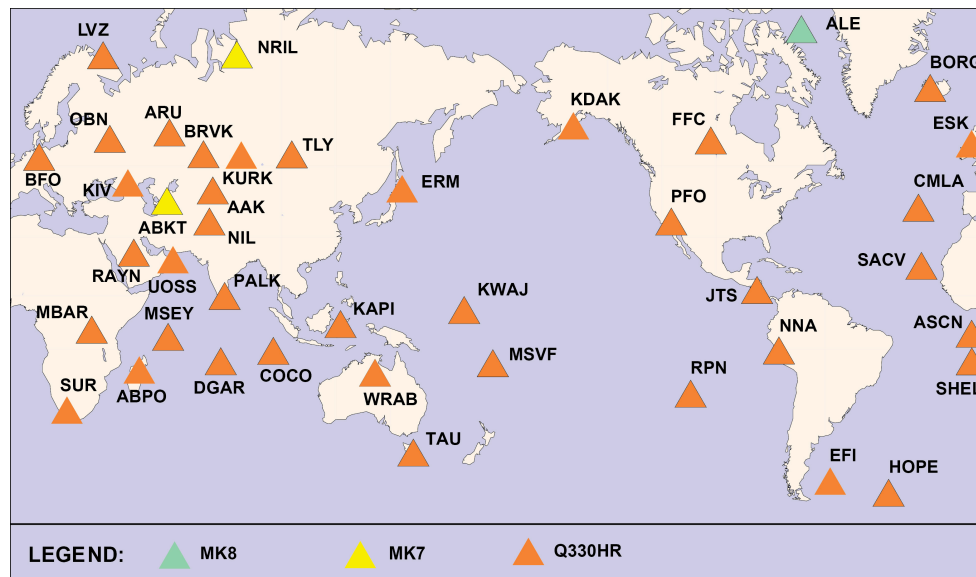 LVZ
NRIL
ALE
BORG
OBN
ARU
BRVK
TLY
KDAK
FFC
ESK
BFO
KIV
KURK
AAK
ERM
PFO
CMLA
ABKT
NIL
RAYN
UOSS
PALK
SACV
MBAR
MSEY
KAPI
KWAJ
JTS
NNA
ASCN
SUR
ABPO
DGAR
COCO
WRAB
MSVF
RPN
SHEL
TAU
EFI
HOPE
LEGEND: MK8 MK7 Q330HR